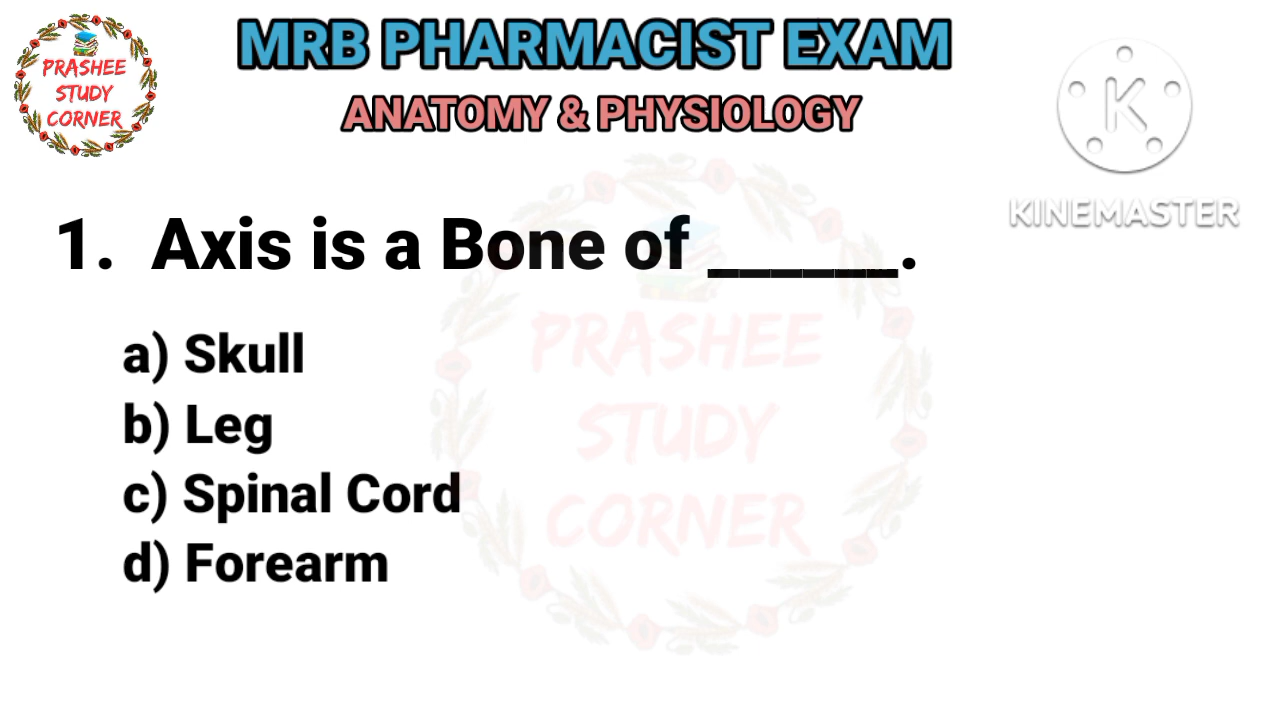 PRASHEE
STUDY
CORNER
MRB PHARMACIST EXAM
ANATOMY & PHYSIOLOGY
K
KINEMASTER
1. Axis is a Bone of ______.
a) Skull
b) Leg
c) Spinal Cord
d) Forearm
PRASHEE
STUDY
CORNER